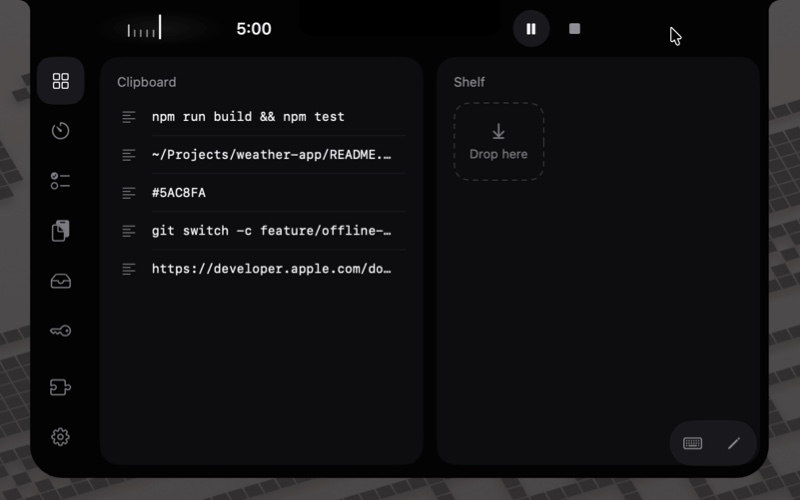 5:00
Clipboard
npm run build && npm test
~/Projects/weather-app/README.…
#5AC8FA
git switch -c feature/offline-…
https://developer.apple.com/do…
Shelf
Drop here